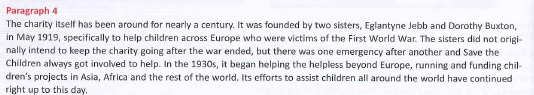 Paragraph 4
The charity itself has been around for nearly a century. It was founded by two sisters, Eglantyne Jebb and Dorothy Buxton,
in May 1919, specifically to help children across Europe who were victims of the First World War. The sisters did not origi-
nally intend to keep the charity going after the war ended, but there was one emergency after another and Save the
Children always got involved to help. In the 1930s, it began helping the helpless beyond Europe, running and funding chil-
dren's projects in Asia, Africa and the rest of the world. Its efforts to assist children all around the world have continued
right up to this day.